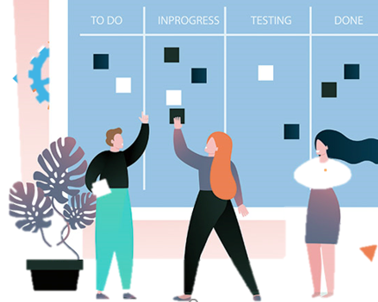 TO DO INPROGRESS TESTING DONE